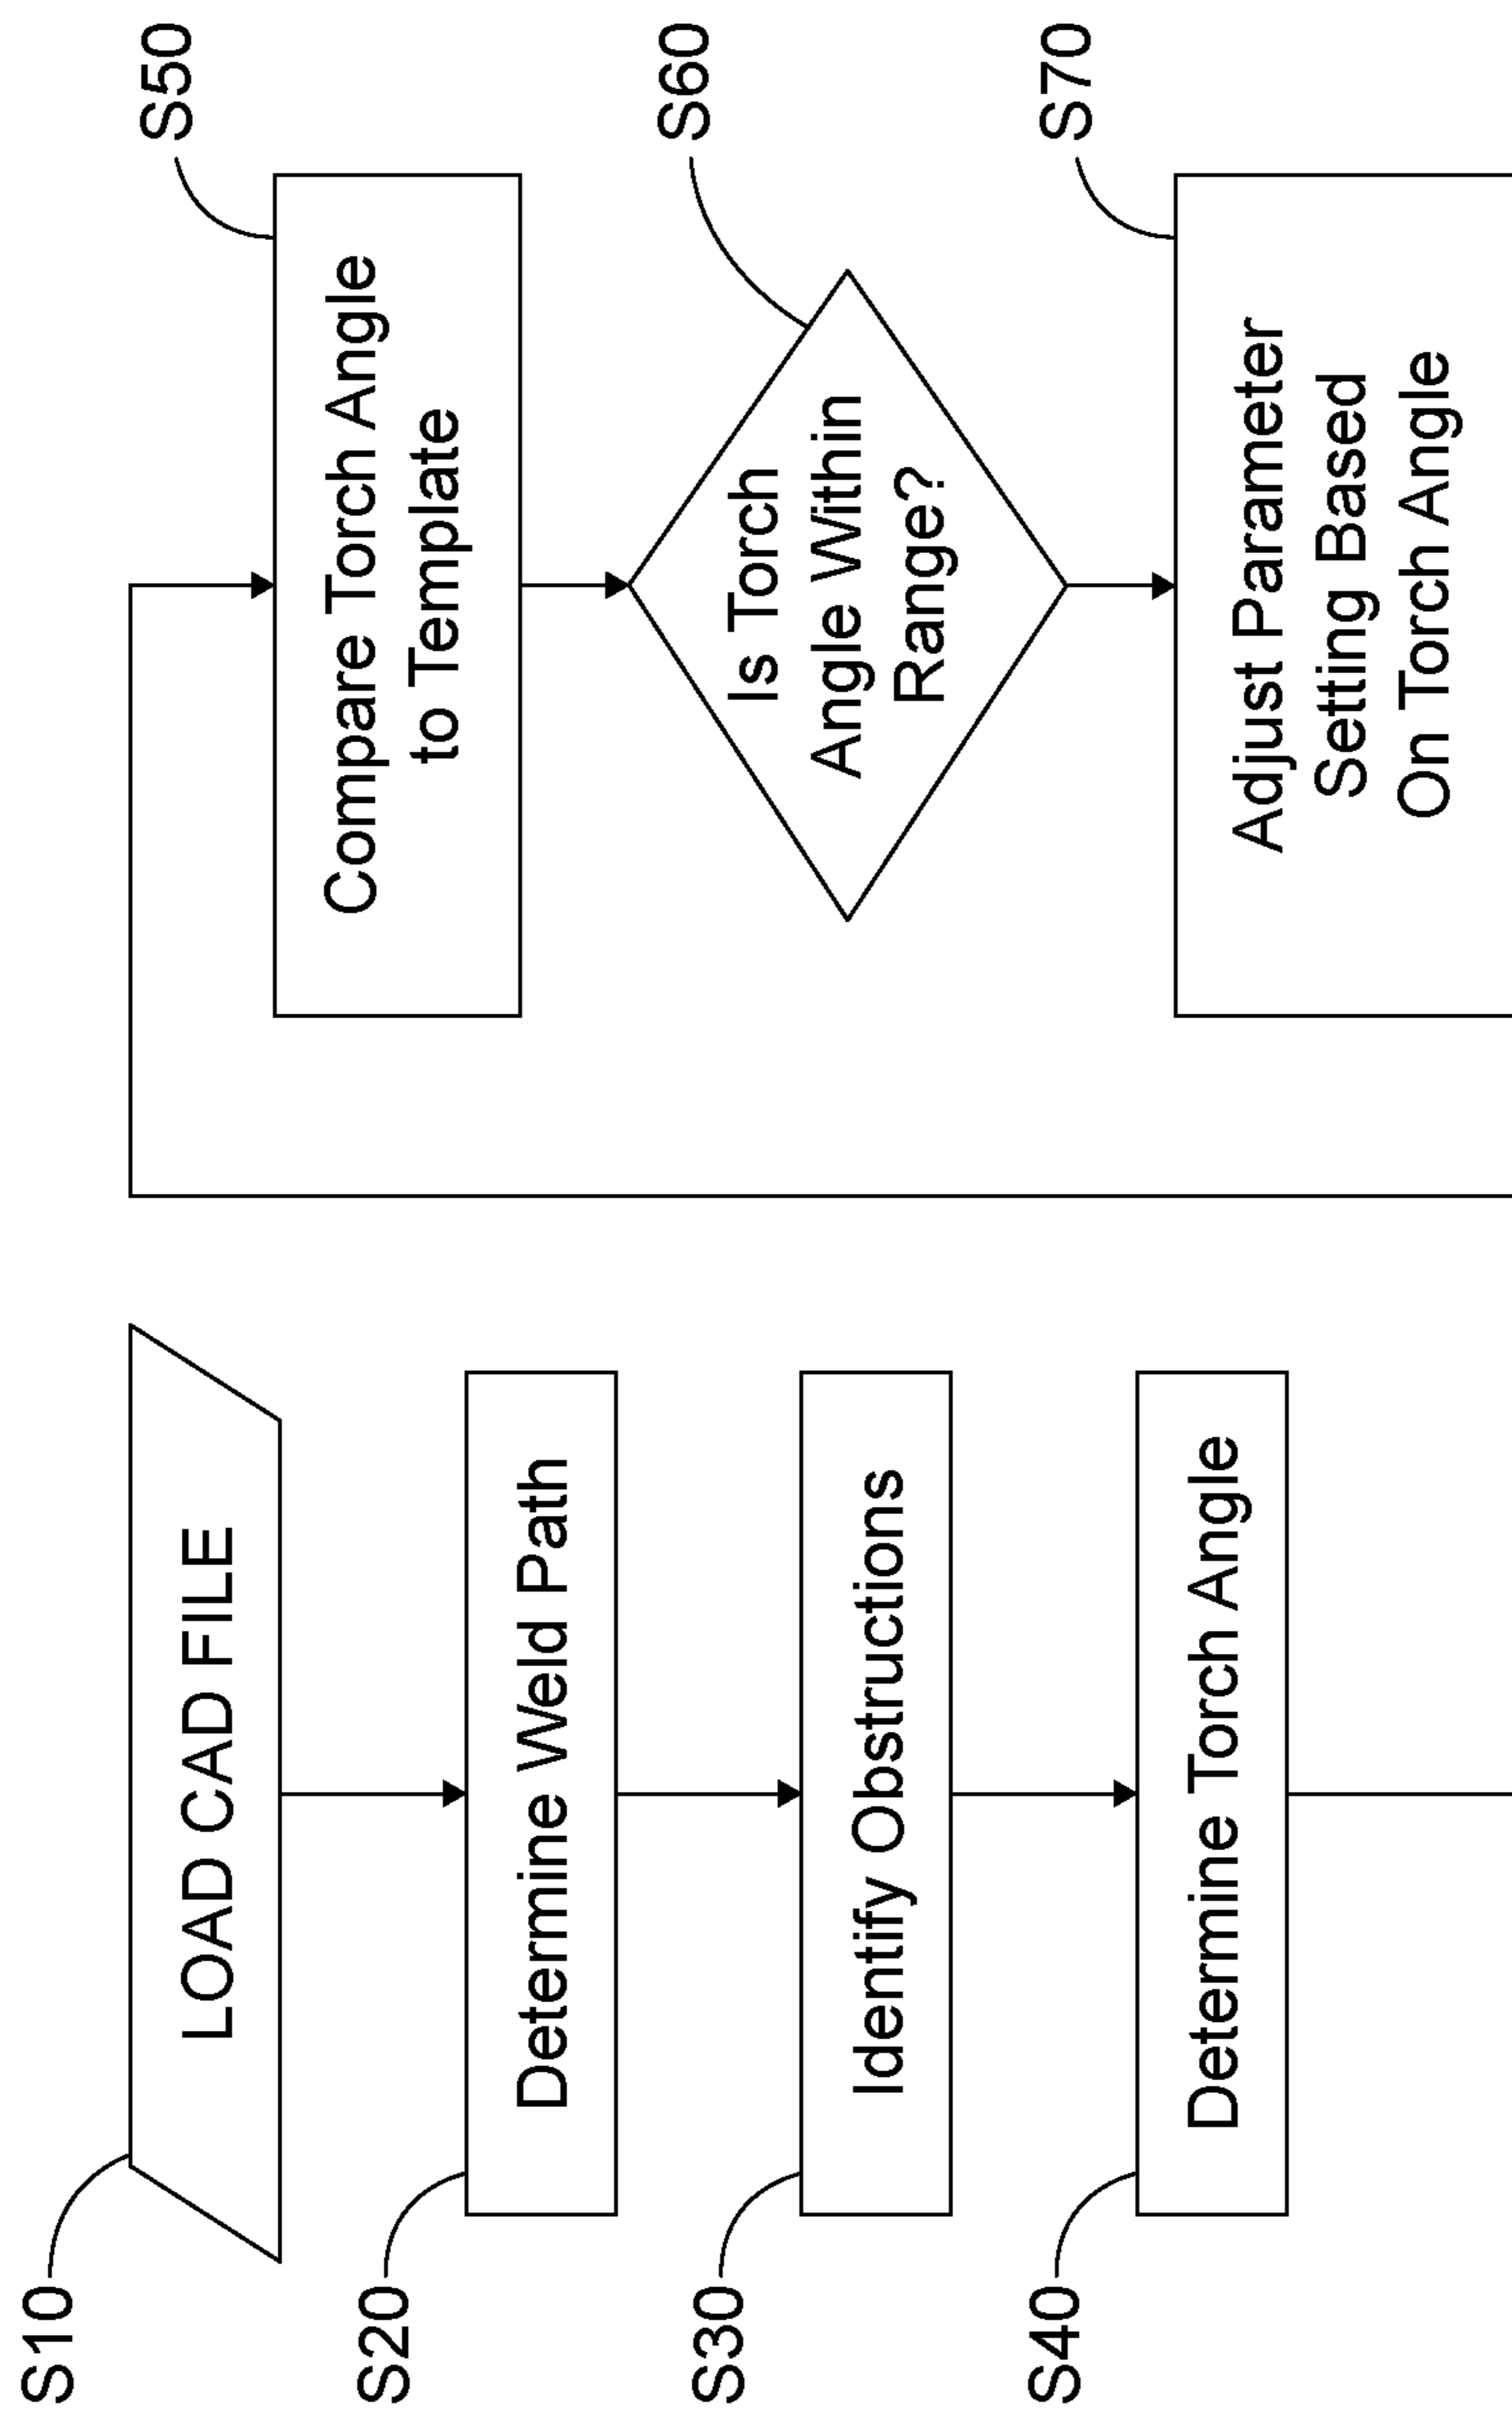 S10
LOAD CAD FILE
S20
Determine Weld Path
S30
Identify Obstructions
S40
Determine Torch Angle
S50
Compare Torch Angle
to Template
S60
Is Torch
Angle Within
Range?
S70
Adjust Parameter
Setting Based
On Torch Angle